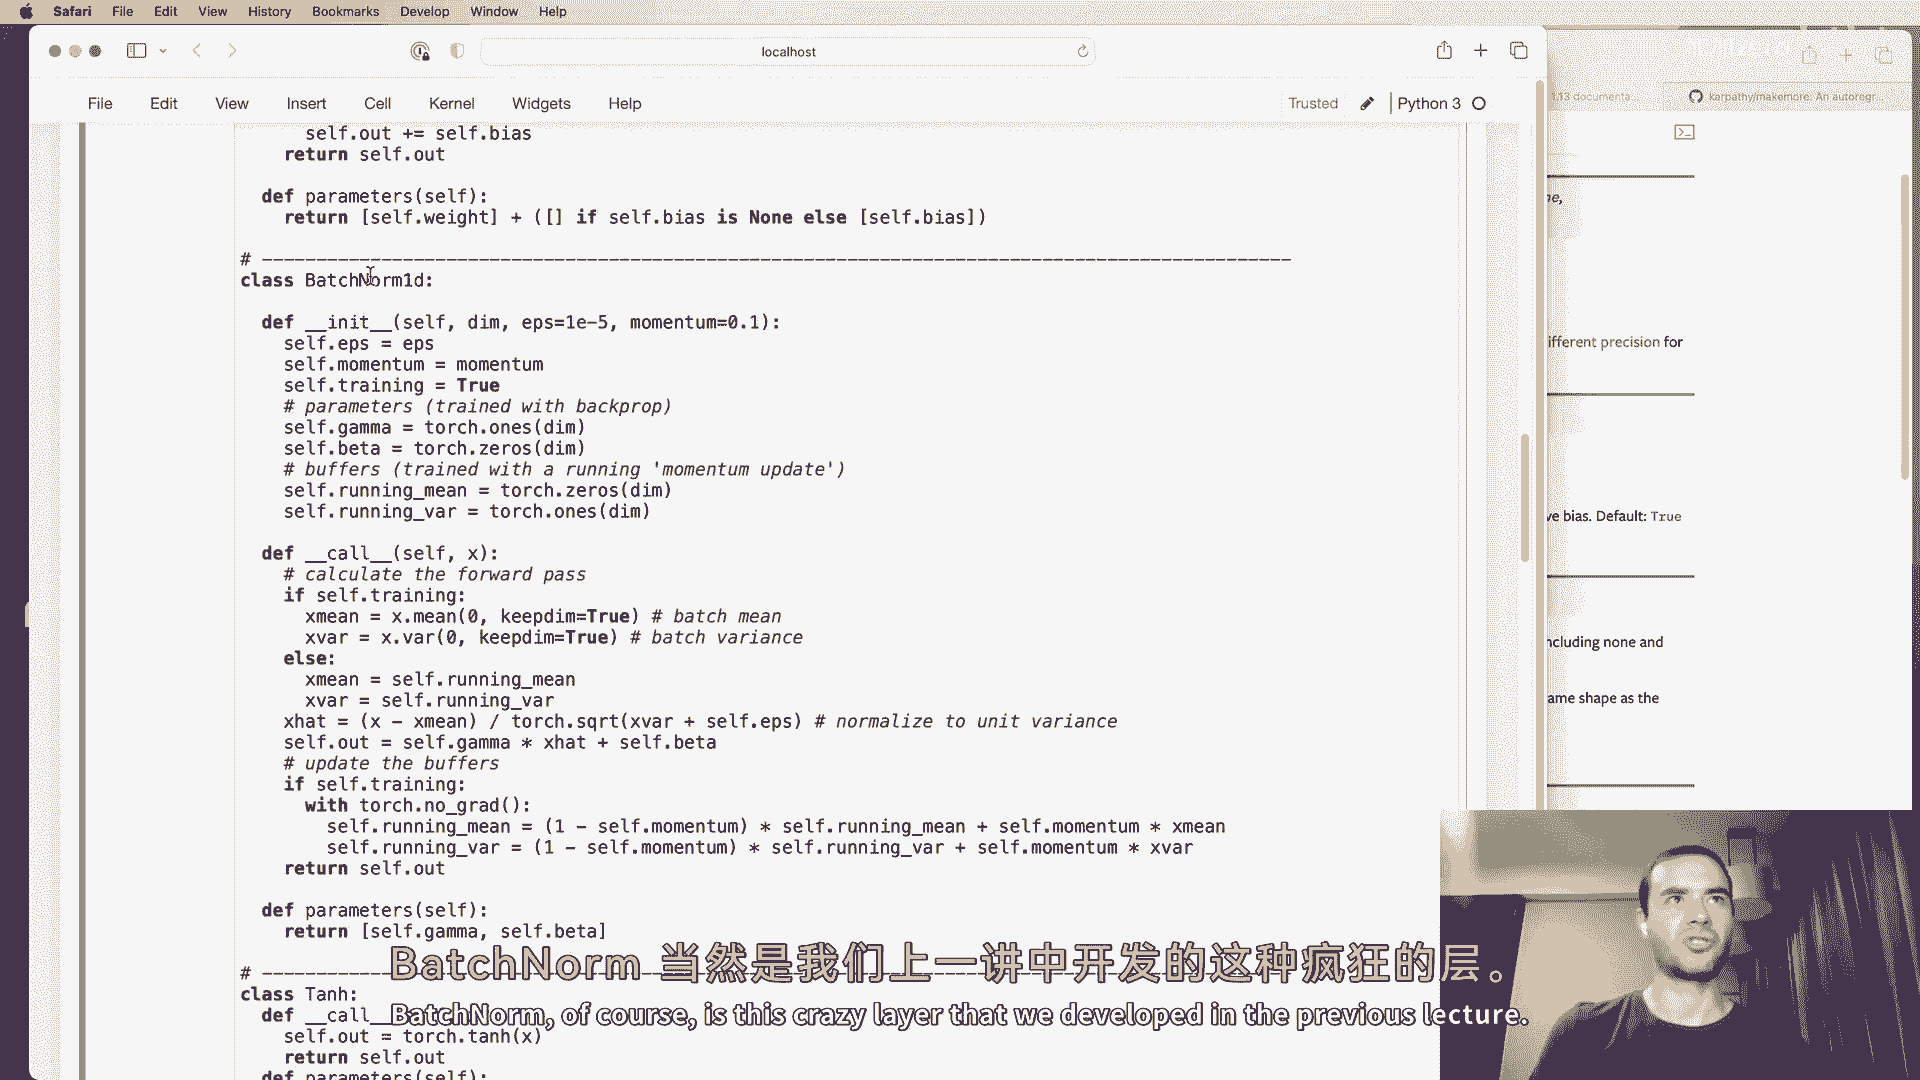 Safari File Edit View History Bookmarks Develop Window Help
localhost
File Edit View Insert Cell Kernel Widgets Help
Trusted Python 3
self.out += self.bias
return self.out
def parameters(self):
return [self.weight] + ([] if self.bias is None else [self.bias])
# ----------------------------------------------------------------------------------------------
class BatchNorm1d:
def __init__(self, dim, eps=1e-5, momentum=0.1):
self.eps = eps
self.momentum = momentum
self.training = True
# parameters (trained with backprop)
self.gamma = torch.ones(dim)
self.beta = torch.zeros(dim)
# buffers (trained with a running 'momentum update')
self.running_mean = torch.zeros(dim)
self.running_var = torch.ones(dim)
def __call__(self, x):
# calculate the forward pass
if self.training:
xmean = x.mean(0, keepdim=True) # batch mean
xvar = x.var(0, keepdim=True) # batch variance
else:
xmean = self.running_mean
xvar = self.running_var
xhat = (x - xmean) / torch.sqrt(xvar + self.eps) # normalize to unit variance
self.out = self.gamma * xhat + self.beta
# update the buffers
if self.training:
with torch.no_grad():
self.running_mean = (1 - self.momentum) * self.running_mean + self.momentum * xmean
self.running_var = (1 - self.momentum) * self.running_var + self.momentum * xvar
return self.out
def parameters(self):
return [self.gamma, self.beta]
class Tanh:
def __call__
self.out = torch.tanh(x)
return self.out
def parameters(self):
1.13 documenta...
karpathy/makemore: An autoregr...
ne,
ifferent precision for
ve bias. Default: True
ncluding none and
ame shape as the
BatchNorm 当然是我们上一讲中开发的这种疯狂的层。
BatchNorm, of course, is this crazy layer that we developed in the previous lecture.